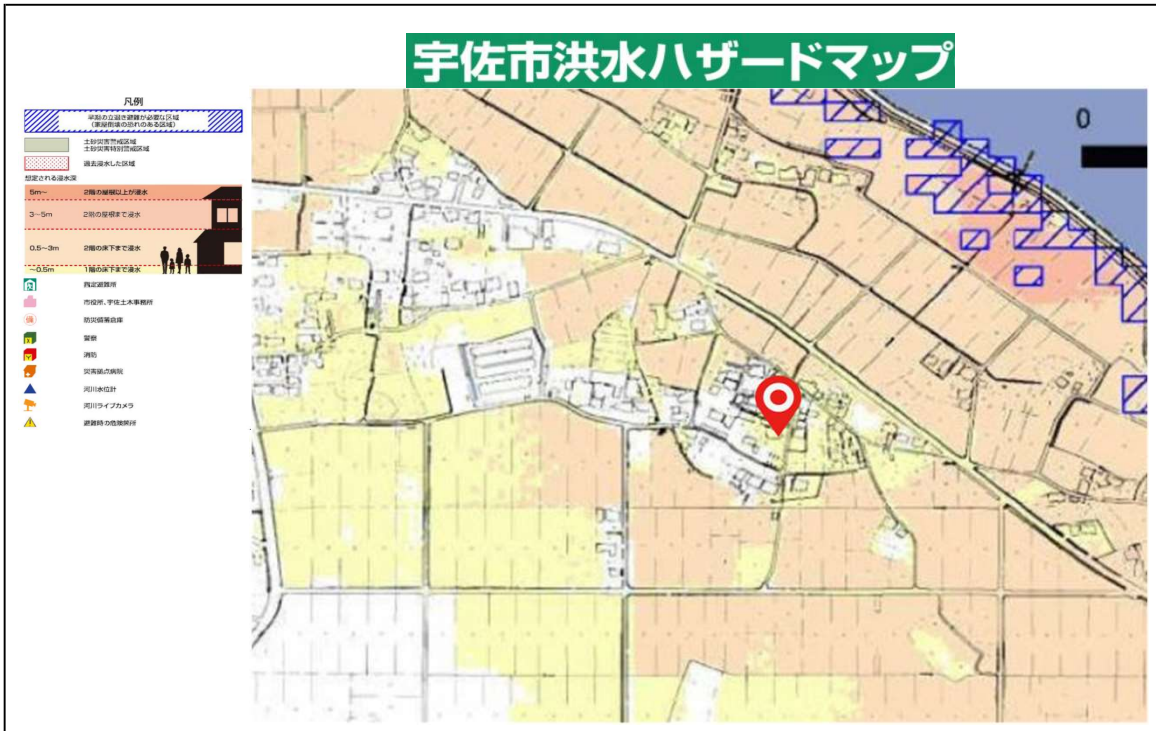 宇佐市洪水ハザードマップ
凡例
早期の立退き避難が必要な区域
(家屋倒壊の恐れのある区域)
土砂災害警戒区域
土砂災害特別警戒区域
過去浸水した区域
想定される浸水深
5m~ 2階の屋根以上が浸水
3~5m 2階の屋根まで浸水
0.5~3m 2階の床下まで浸水
~0.5m 1階の床下まで浸水
指定避難所
市役所、宇佐土木事務所
防災備蓄倉庫
警察
消防
災害拠点病院
河川水位計
河川ライブカメラ
避難時の危険箇所
0